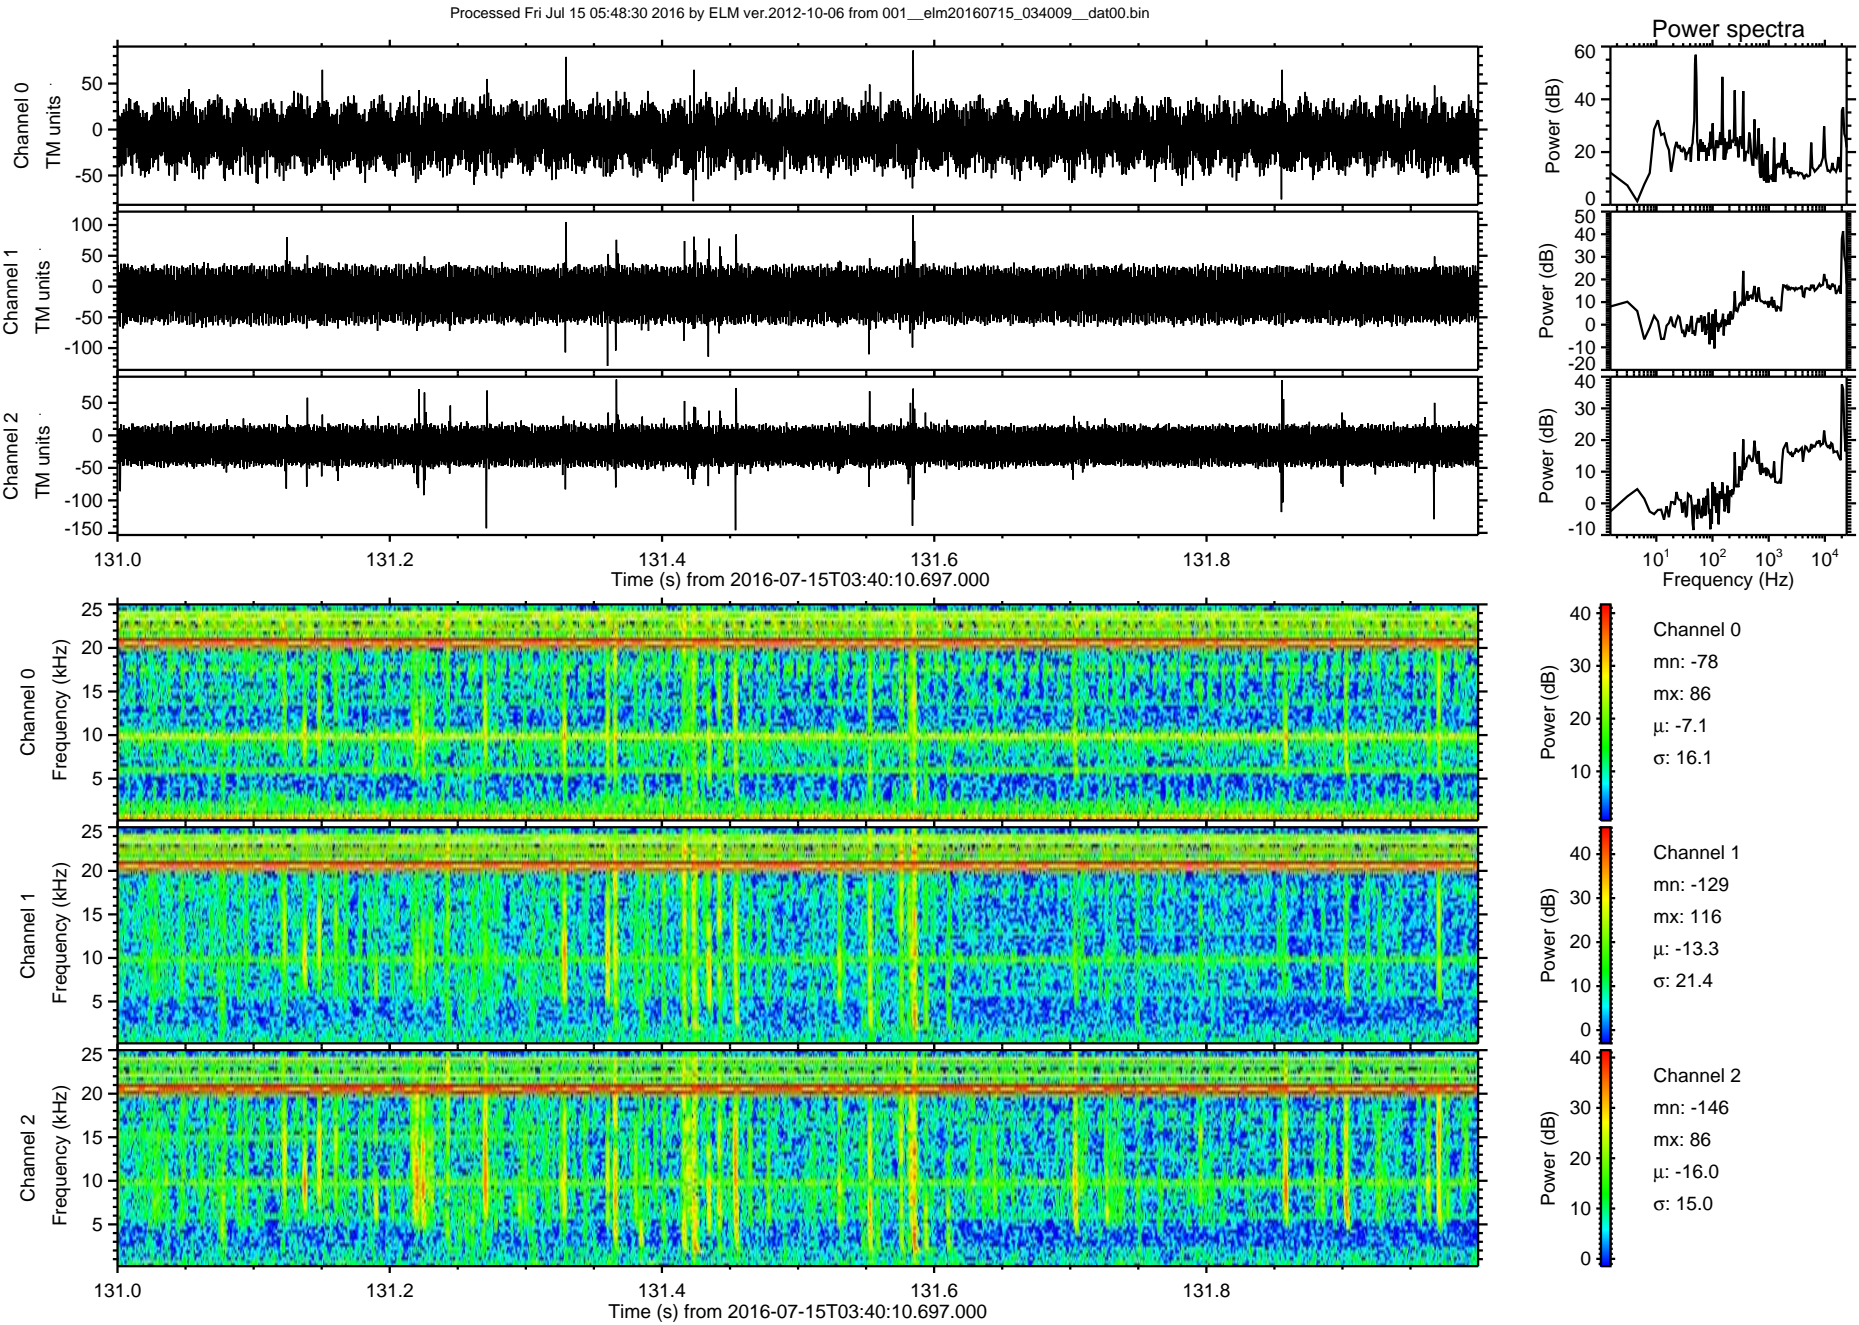 Processed Fri Jul 15 05:48:30 2016 by ELM ver.2012-10-06 from 001__elm20160715_034009__dat00.bin
Power spectra
Channel 0
TM units
50
0
-50
Power (dB)
60
40
20
0
Channel 1
TM units
100
50
0
-50
-100
Power (dB)
50
40
30
20
10
0
-10
-20
Channel 2
TM units
50
0
-50
-100
-150
Power (dB)
40
30
20
10
0
-10
131.0 131.2 131.4 131.6 131.8
Time (s) from 2016-07-15T03:40:10.697.000
10¹ 10² 10³ 10⁴
Frequency (Hz)
Channel 0
Frequency (kHz)
25
20
15
10
5
Power (dB)
40
30
20
10
Channel 0
mn: -78
mx: 86
μ: -7.1
σ: 16.1
Channel 1
Frequency (kHz)
25
20
15
10
5
Power (dB)
40
30
20
10
0
Channel 1
mn: -129
mx: 116
μ: -13.3
σ: 21.4
Channel 2
Frequency (kHz)
25
20
15
10
5
Power (dB)
40
30
20
10
0
Channel 2
mn: -146
mx: 86
μ: -16.0
σ: 15.0
131.0 131.2 131.4 131.6 131.8
Time (s) from 2016-07-15T03:40:10.697.000